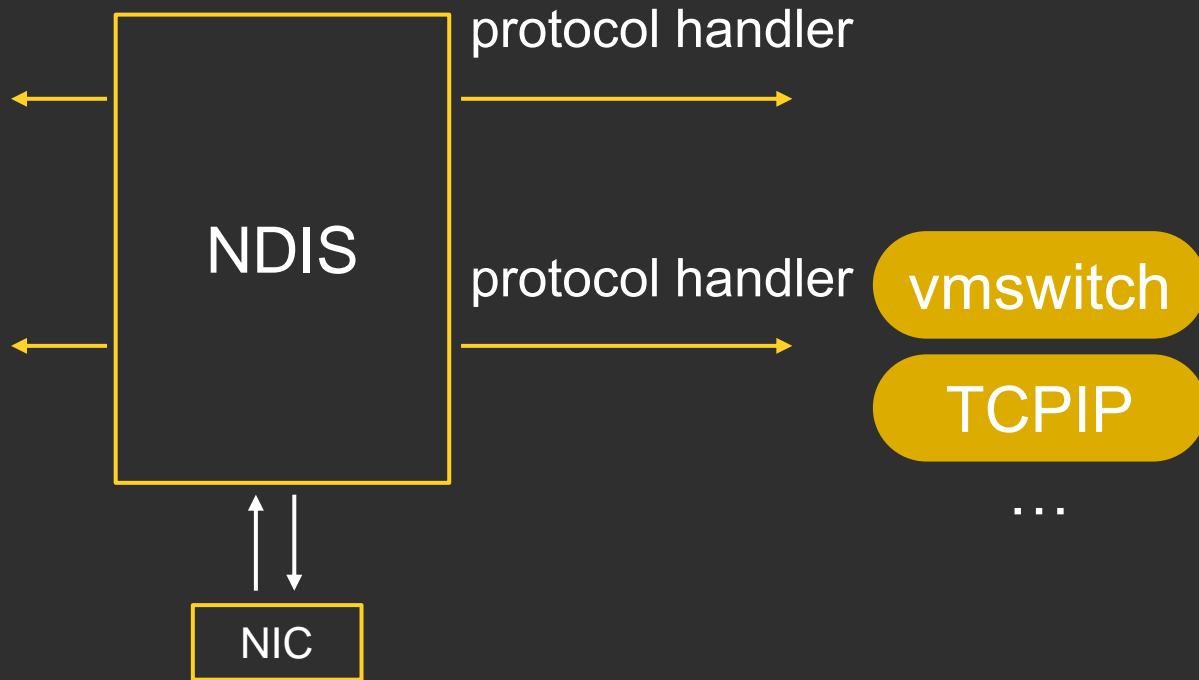 protocol handler
NDIS
protocol handler
vmswitch
TCPIP
...
NIC